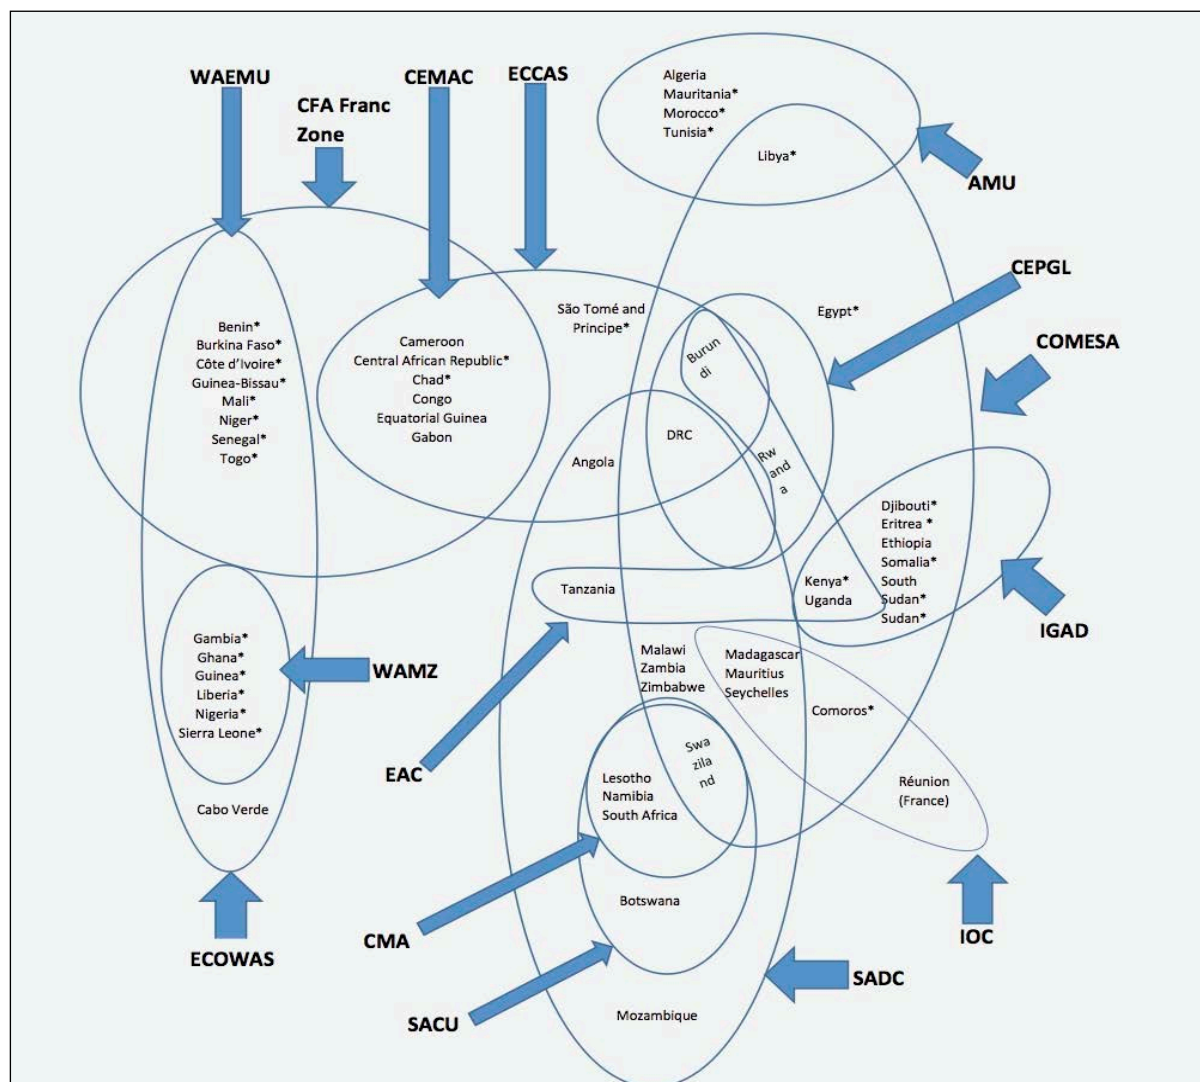 WAEMU
CFA Franc
Zone
CEMAC
ECCAS
Algeria
Mauritania*
Morocco*
Tunisia*
Libya*
AMU
CEPGL
COMESA
Egypt*
São Tomé and
Principe*
Benin*
Burkina Faso*
Côte d'Ivoire*
Guinea-Bissau*
Mali*
Niger*
Senegal*
Togo*
Cameroon
Central African Republic*
Chad*
Congo
Equatorial Guinea
Gabon
Burun
di
DRC
Angola
Rw
and
a
Djibouti*
Eritrea *
Ethiopia
Somalia*
South
Sudan*
Sudan*
Kenya*
Uganda
Tanzania
IGAD
Gambia*
Ghana*
Guinea*
Liberia*
Nigeria*
Sierra Leone*
WAMZ
Malawi
Zambia
Zimbabwe
Madagascar
Mauritius
Seychelles
Comoros*
EAC
Swa
zila
nd
Lesotho
Namibia
South Africa
Réunion
(France)
Cabo Verde
Botswana
CMA
IOC
ECOWAS
SADC
SACU
Mozambique